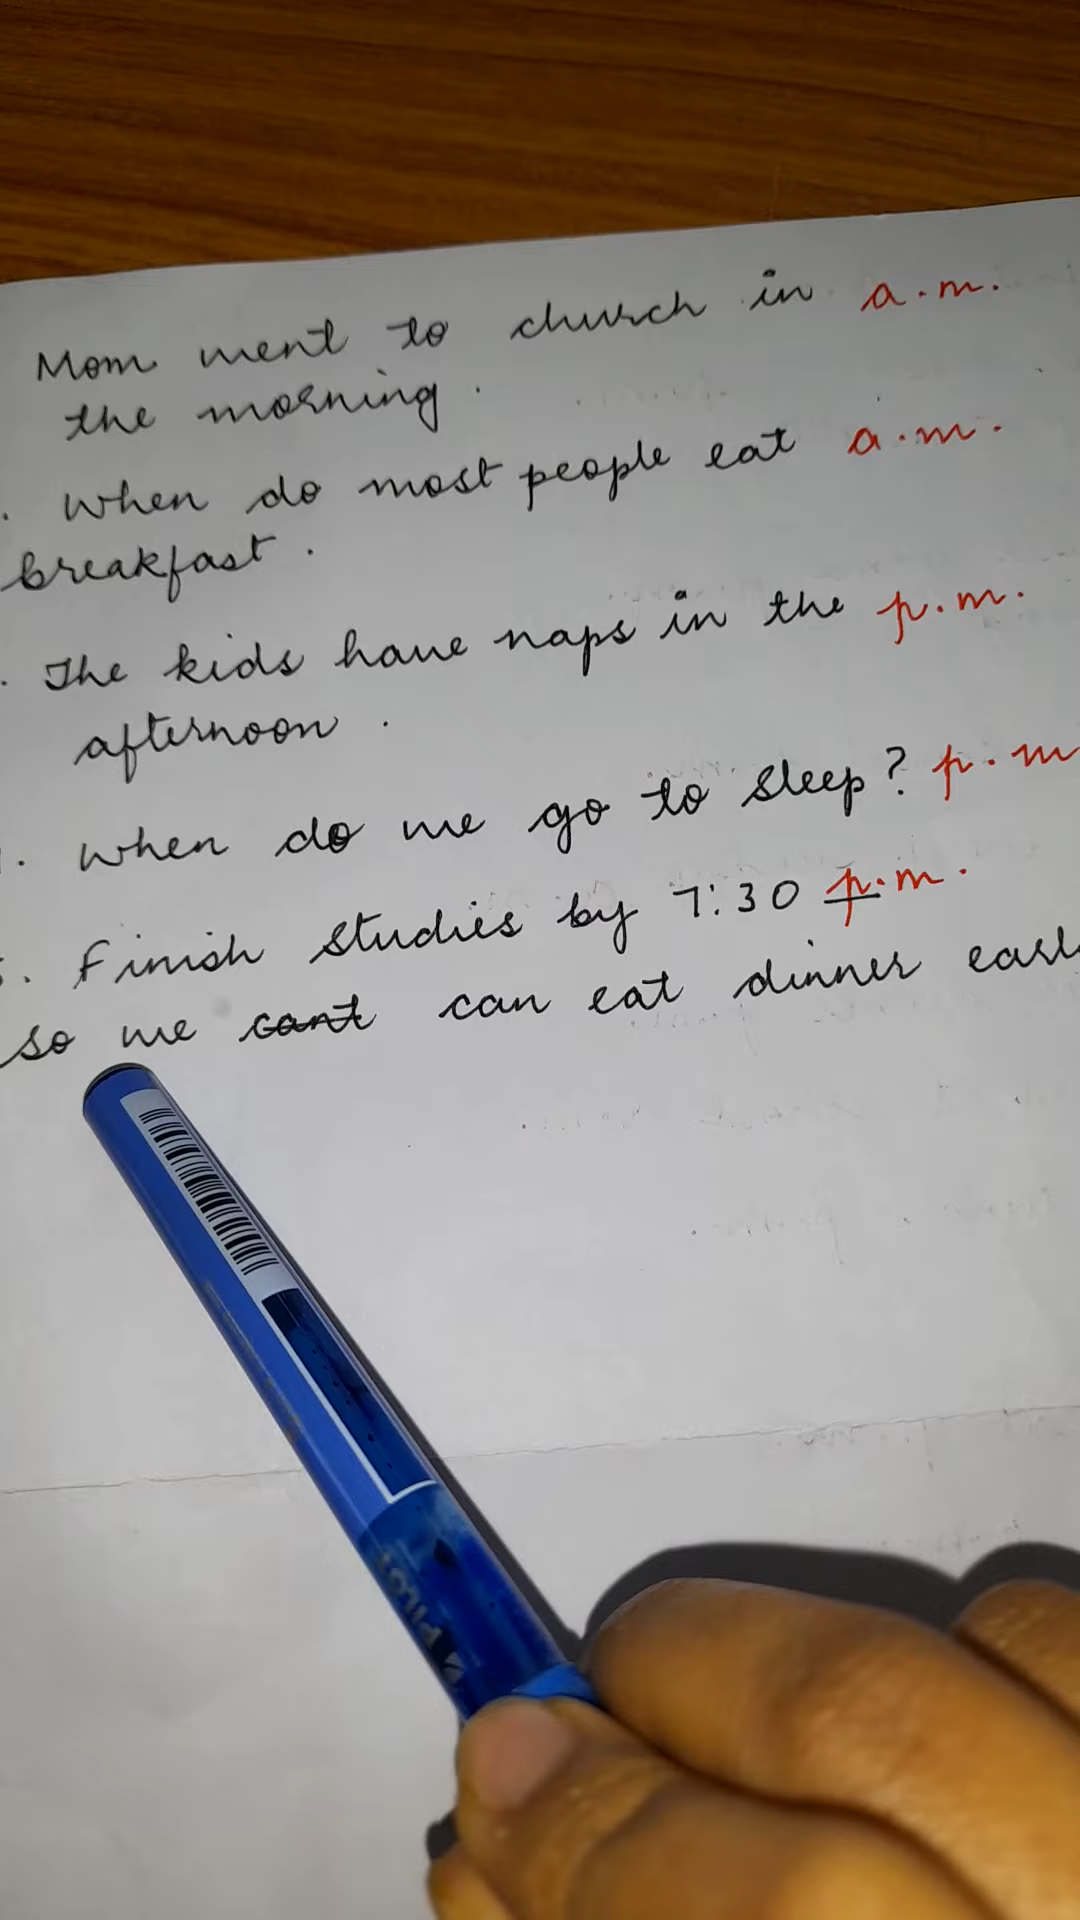 Mom went to church in a.m.
the morning.
. When do most people eat a.m.
breakfast.
. The kids have naps in the p.m.
afternoon.
. When do we go to sleep? p.m
5. Finish studies by 7:30 p.m.
so we cant can eat dinner earl
PILOT